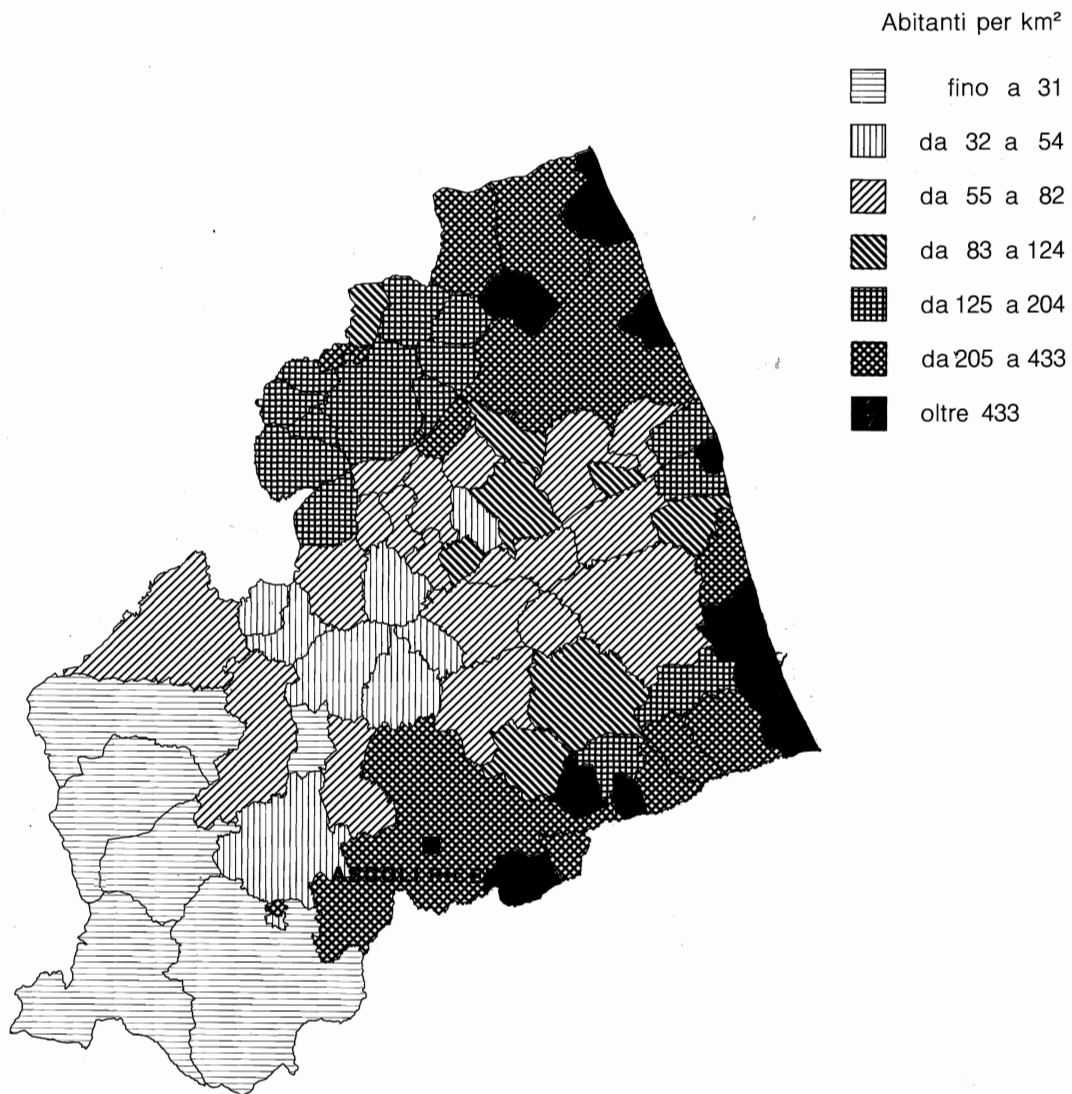 Abitanti per km²
fino a 31
da 32 a 54
da 55 a 82
da 83 a 124
da 125 a 204
da 205 a 433
oltre 433
ASCOLI